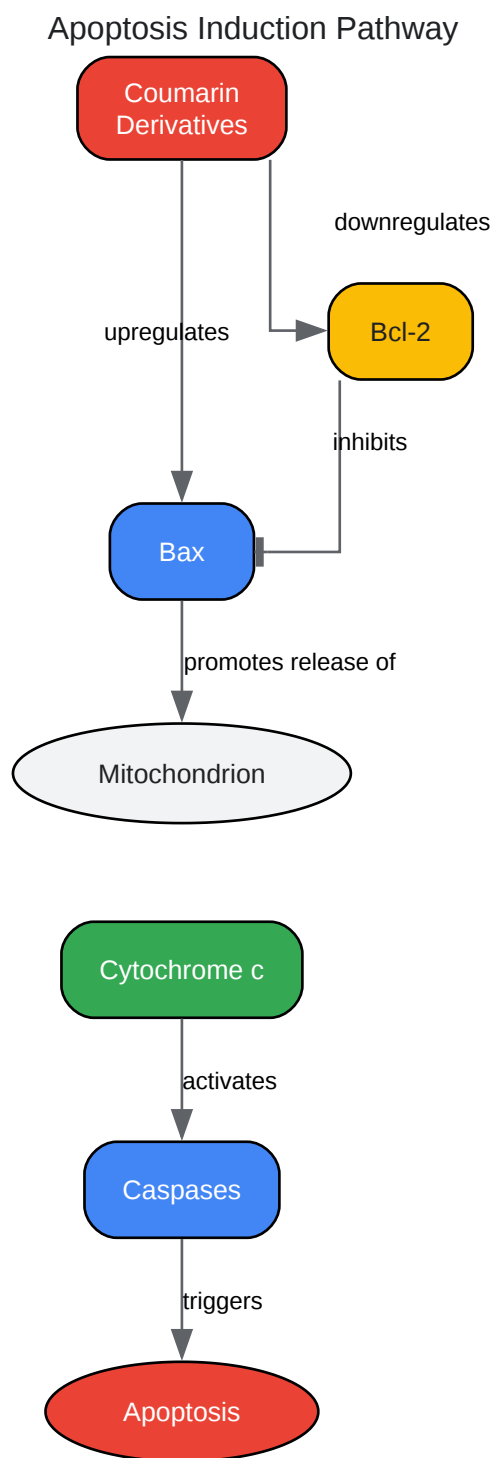 Apoptosis Induction Pathway
Coumarin
Derivatives
downregulates
upregulates
Bcl-2
inhibits
Bax
promotes release of
Mitochondrion
Cytochrome c
activates
Caspases
triggers
Apoptosis